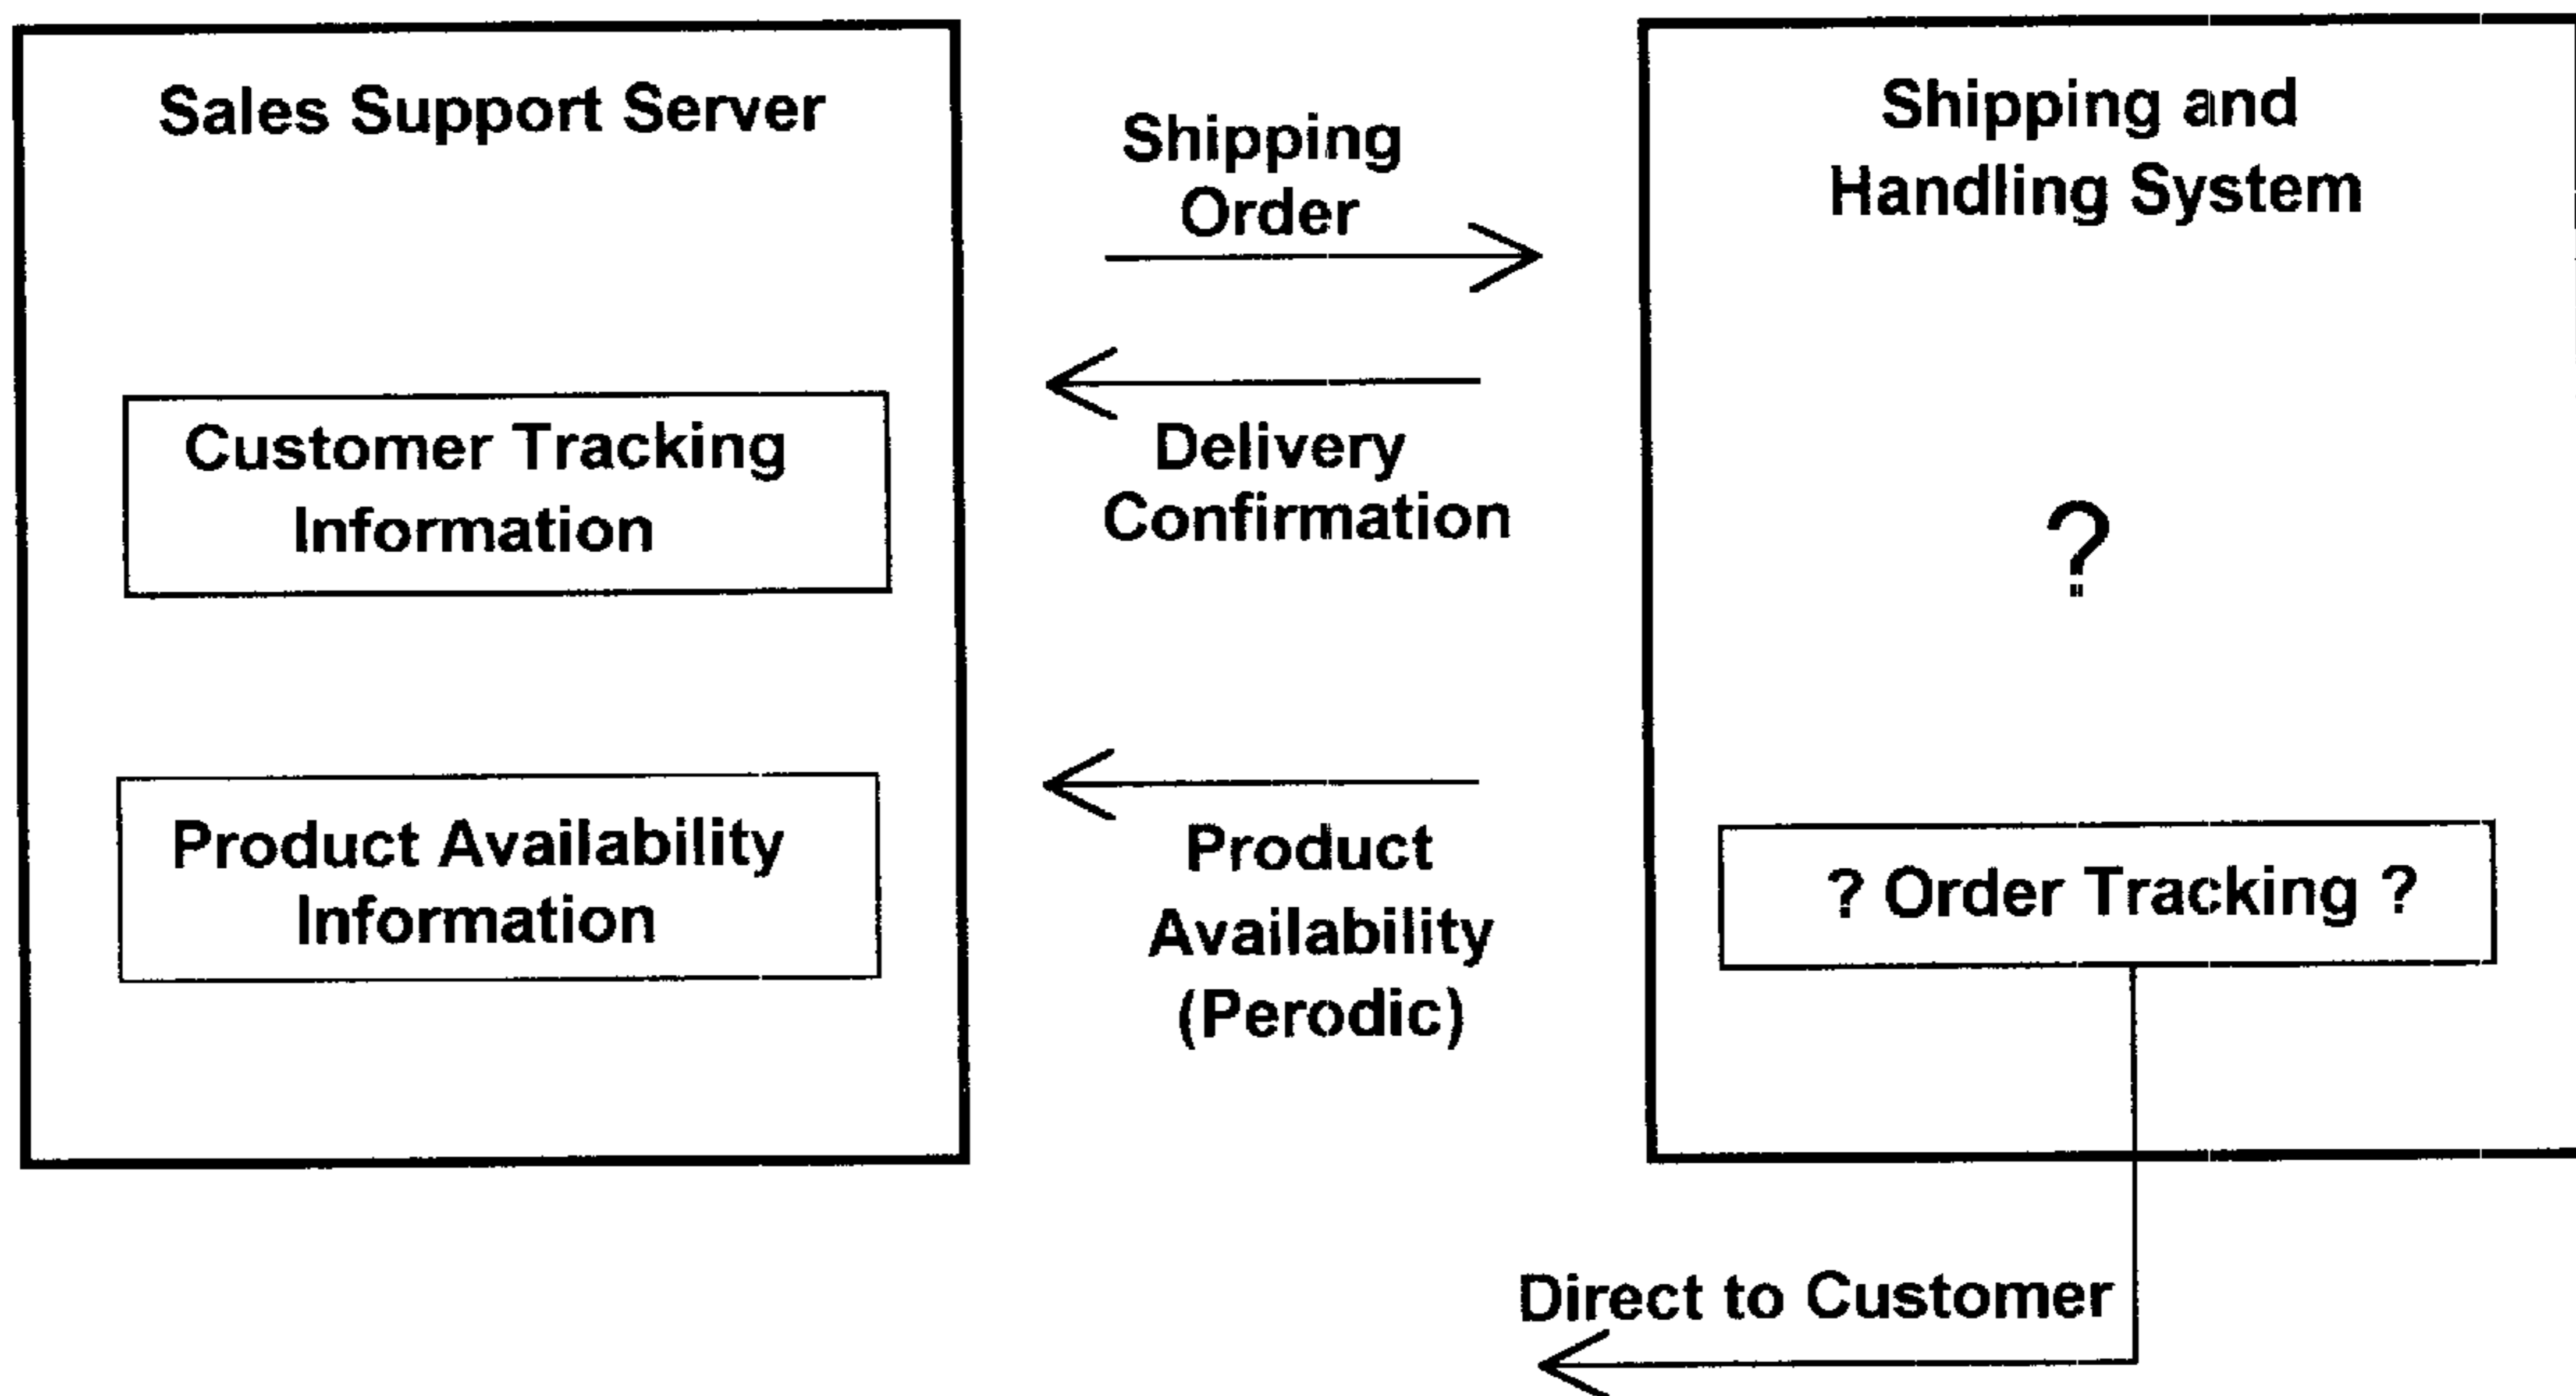 Sales Support Server
Customer Tracking
Information
Product Availability
Information
Shipping
Order
Delivery
Confirmation
Product
Availability
(Perodic)
Shipping and
Handling System
?
? Order Tracking ?
Direct to Customer